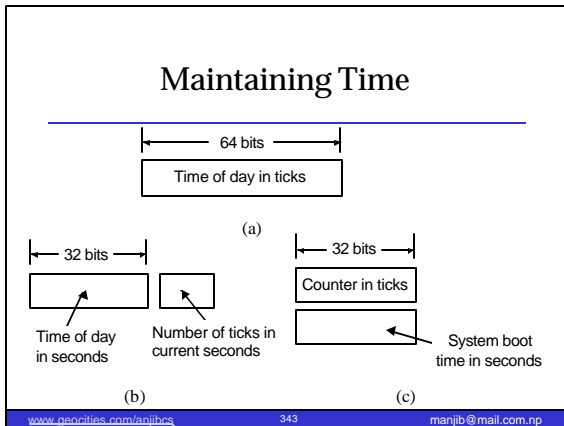 Maintaining Time
64 bits
Time of day in ticks
(a)
32 bits
Time of day
in seconds
Number of ticks in
current seconds
(b)
32 bits
Counter in ticks
System boot
time in seconds
(c)
www.geocities.com/anjibcs
343
manjib@mail.com.np